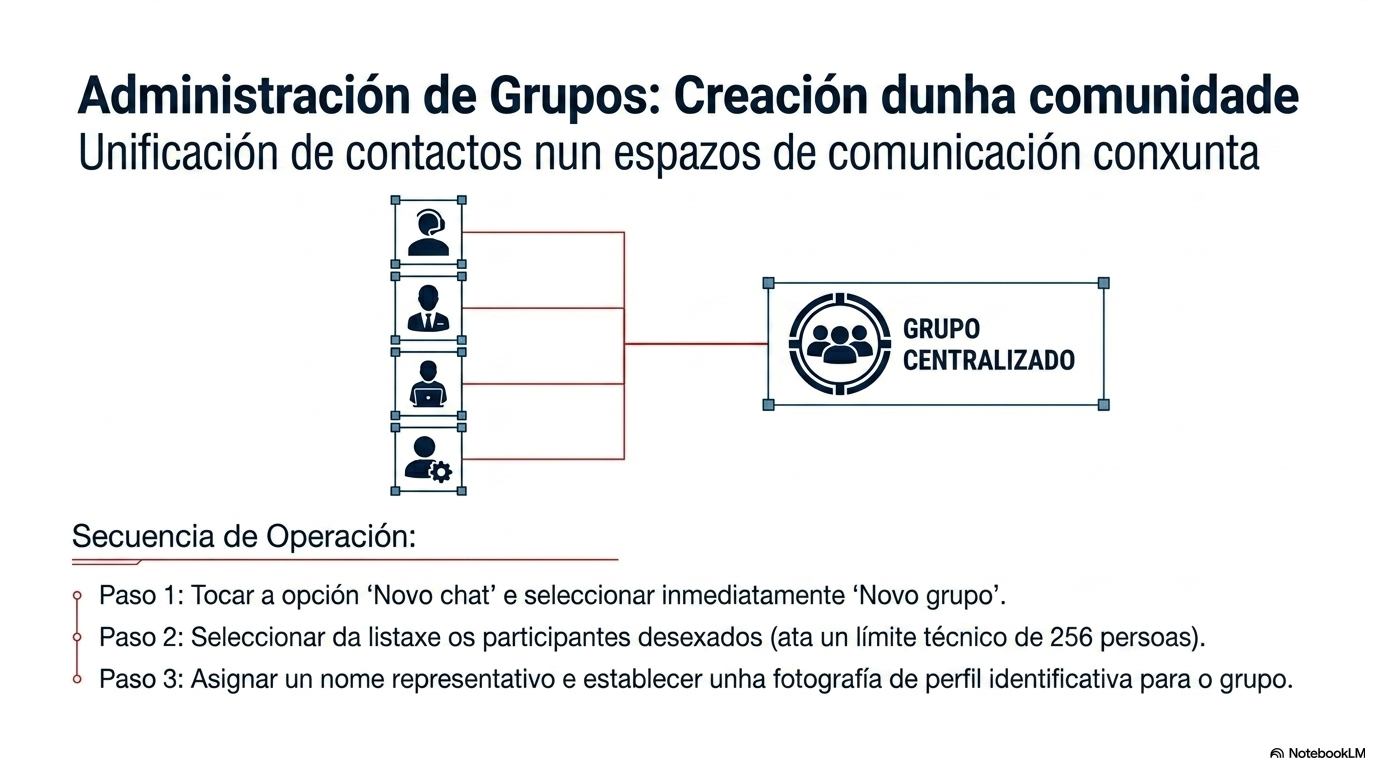 Administración de Grupos: Creación dunha comunidade
Unificación de contactos nun espazos de comunicación conxunta
GRUPO
CENTRALIZADO
Secuencia de Operación:
Paso 1: Tocar a opción ‘Novo chat’ e seleccionar inmediatamente ‘Novo grupo’.
Paso 2: Seleccionar da listaxe os participantes desexados (ata un límite técnico de 256 persoas).
Paso 3: Asignar un nome representativo e establecer unha fotografía de perfil identificativa para o grupo.
NotebookLM